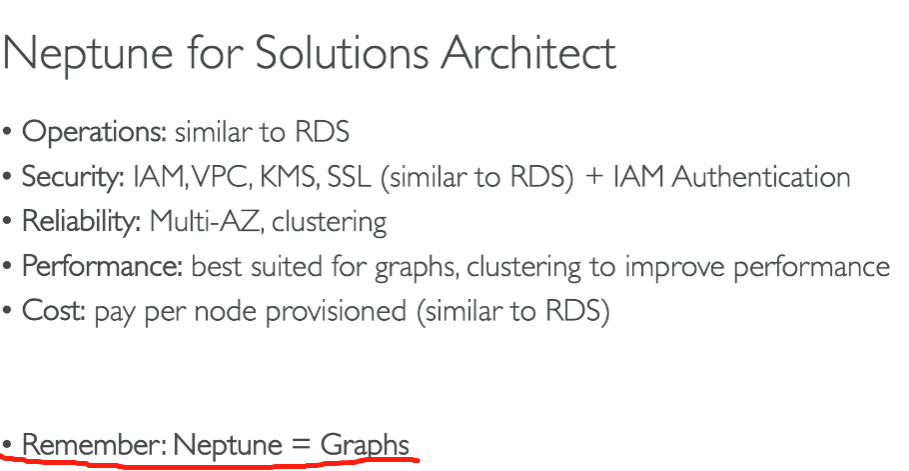 Neptune for Solutions Architect
• Operations: similar to RDS
• Security: IAM, VPC, KMS, SSL (similar to RDS) + IAM Authentication
• Reliability: Multi-AZ, clustering
• Performance: best suited for graphs, clustering to improve performance
• Cost: pay per node provisioned (similar to RDS)
• Remember: Neptune = Graphs